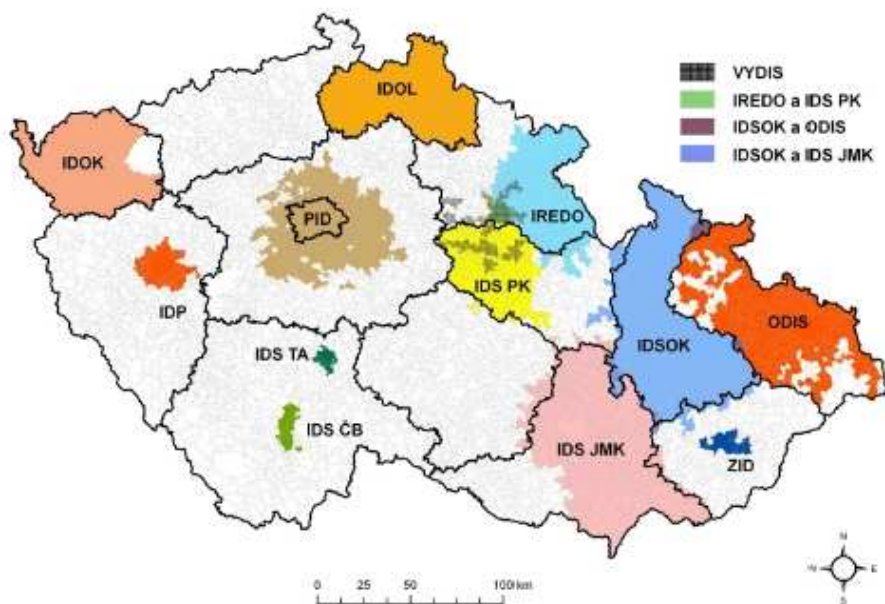 VYDIS
IREDO a IDS PK
IDSOK a ODIS
IDSOK a IDS JMK
IDOL
IDOK
PID
IREDO
IDS PK
IDP
ODIS
IDSOK
IDS TA
IDS ČB
IDS JMK
ZID
N
W E
S
0 25 50 100 km